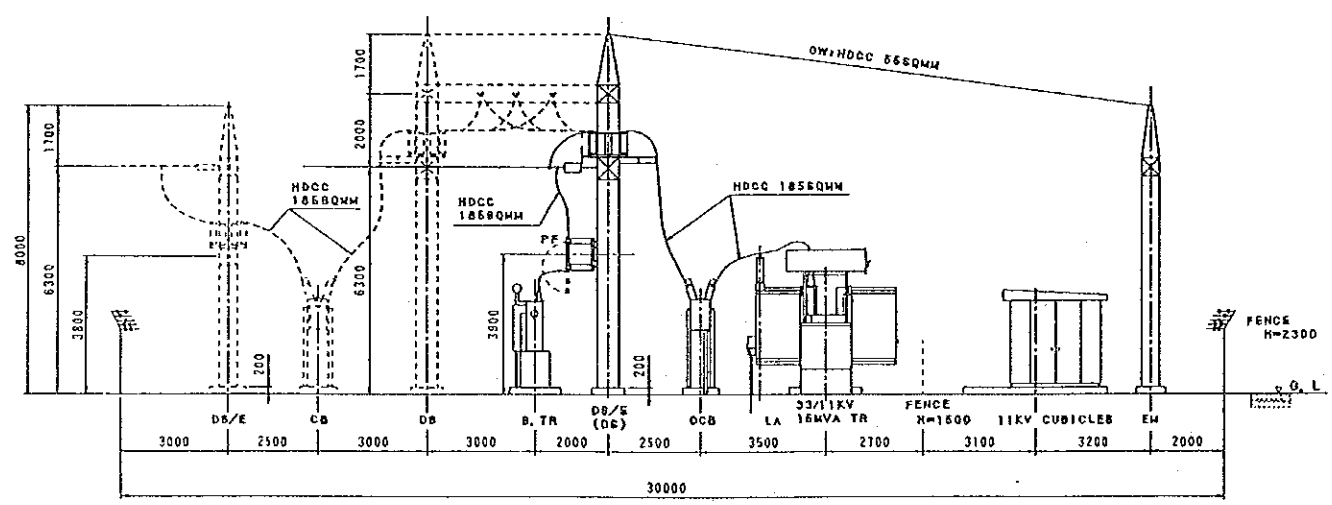 OW:HDCC 55SQMM
1700
1700
2000
HDCC
185SQMM
HDCC
185SQMM
HDCC 185SQMM
8000
6300
3800
6300
PF
3900
200
200
FENCE
H=2300
G. L
DS/E
CB
DS
B. TR
DS/E
(DS)
OCB
LA
33/11KV
15MVA TR
FENCE
H=1500
11KV CUBICLES
EW
3000
2500
3000
3000
2000
2500
3500
2700
3100
3200
2000
30000